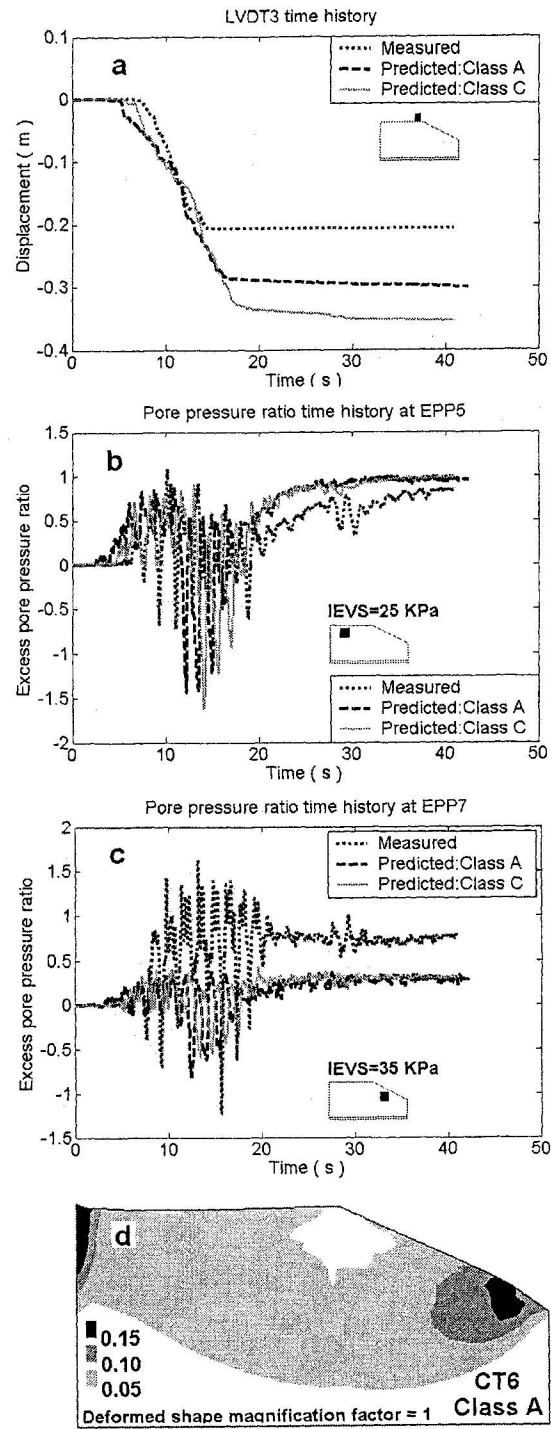 LVDT3 time history
0.1
0
-0.1
-0.2
-0.3
-0.4
Displacement ( m )
a
Measured
Predicted:Class A
Predicted:Class C
0 10 20 30 40 50
Time ( s )
Pore pressure ratio time history at EPP5
1.5
1
0.5
0
-0.5
-1
-1.5
-2
Excess pore pressure ratio
b
IEVS=25 KPa
Measured
Predicted:Class A
Predicted:Class C
0 10 20 30 40 50
Time ( s )
Pore pressure ratio time history at EPP7
2
1.5
1
0.5
0
-0.5
-1
-1.5
Excess pore pressure ratio
c
Measured
Predicted:Class A
Predicted:Class C
IEVS=35 KPa
0 10 20 30 40 50
Time ( s )
d
0.15
0.10
0.05
CT6
Class A
Deformed shape magnification factor = 1